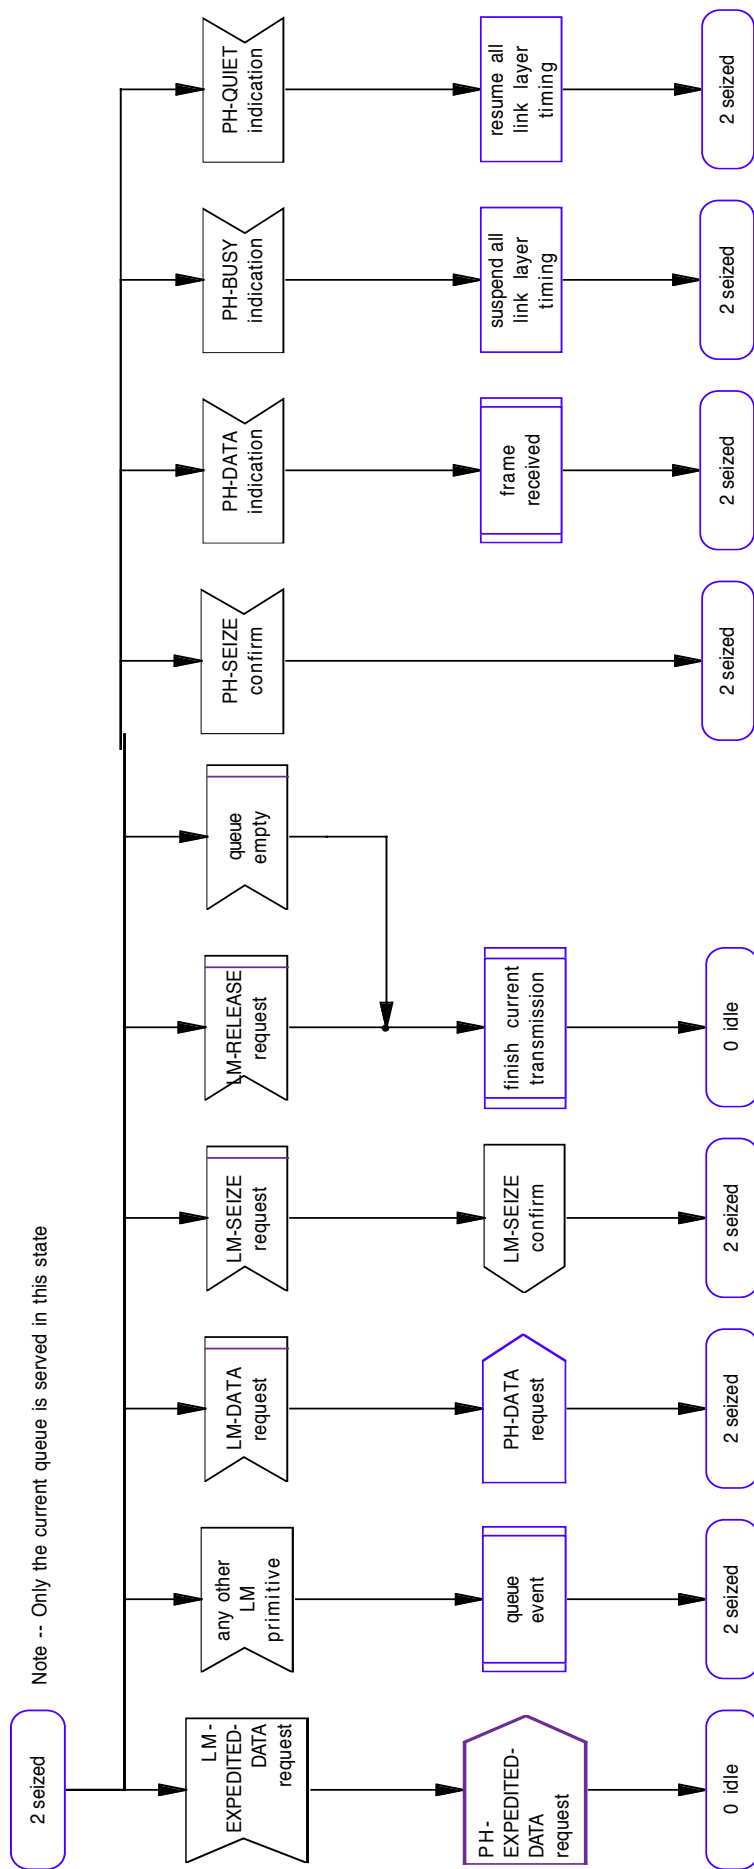 2 seized
Note -- Only the current queue is served in this state
LM-
EXPEDITED-
DATA
request
any other
LM
primitive
LM-DATA
request
LM-SEIZE
request
LM-RELEASE
request
queue
empty
PH-SEIZE
confirm
PH-DATA
indication
PH-BUSY
indication
PH-QUIET
indication
PH-
EXPEDITED-
DATA
request
queue
event
PH-DATA
request
LM-SEIZE
confirm
finish current
transmission
frame
received
suspend all
link layer
timing
resume all
link layer
timing
0 idle
2 seized
2 seized
2 seized
0 idle
2 seized
2 seized
2 seized
2 seized